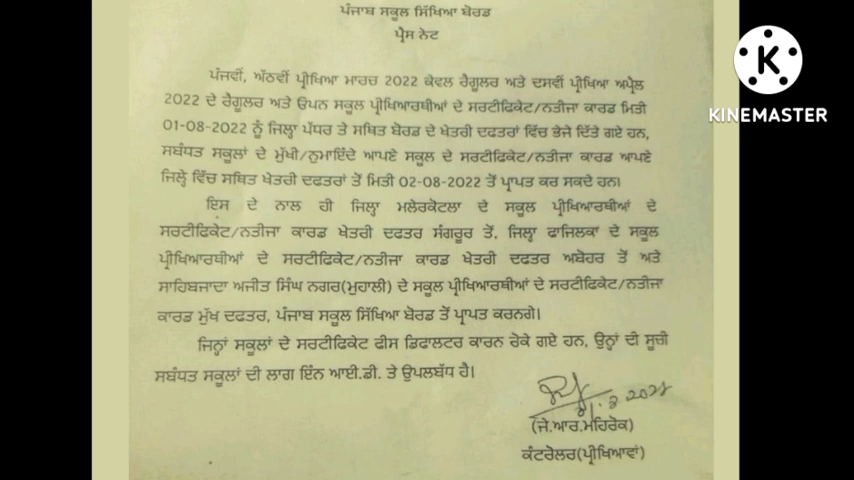 ਪੰਜਾਬ ਸਕੂਲ ਸਿੱਖਿਆ ਬੋਰਡ
ਪ੍ਰੈਸ ਨੋਟ
ਪੰਜਵੀਂ, ਅੱਠਵੀਂ ਪ੍ਰੀਖਿਆ ਮਾਰਚ 2022 ਕੇਵਲ ਰੈਗੂਲਰ ਅਤੇ ਦਸਵੀਂ ਪ੍ਰੀਖਿਆ ਅਪ੍ਰੈਲ
2022 ਦੇ ਰੈਗੂਲਰ ਅਤੇ ਓਪਨ ਸਕੂਲ ਪ੍ਰੀਖਿਆਰਥੀਆਂ ਦੇ ਸਰਟੀਫਿਕੇਟ/ਨਤੀਜਾ ਕਾਰਡ ਮਿਤੀ
01-08-2022 ਨੂੰ ਜਿਲ੍ਹਾ ਪੱਧਰ ਤੇ ਸਥਿਤ ਬੋਰਡ ਦੇ ਖੇਤਰੀ ਦਫਤਰਾਂ ਵਿੱਚ ਭੇਜੇ ਦਿੱਤੇ ਗਏ ਹਨ,
ਸਬੰਧਤ ਸਕੂਲਾਂ ਦੇ ਮੁੱਖੀ/ਨੁਮਾਇੰਦੇ ਆਪਣੇ ਸਕੂਲ ਦੇ ਸਰਟੀਫਿਕੇਟ/ਨਤੀਜਾ ਕਾਰਡ ਆਪਣੇ
ਜਿਲ੍ਹੇ ਵਿੱਚ ਸਥਿਤ ਖੇਤਰੀ ਦਫਤਰਾਂ ਤੋਂ ਮਿਤੀ 02-08-2022 ਤੋਂ ਪ੍ਰਾਪਤ ਕਰ ਸਕਦੇ ਹਨ।
ਇਸ ਦੇ ਨਾਲ ਹੀ ਜਿਲ੍ਹਾ ਮਲੇਰਕੋਟਲਾ ਦੇ ਸਕੂਲ ਪ੍ਰੀਖਿਆਰਥੀਆਂ ਦੇ
ਸਰਟੀਫਿਕੇਟ/ਨਤੀਜਾ ਕਾਰਡ ਖੇਤਰੀ ਦਫਤਰ ਸੰਗਰੂਰ ਤੋਂ, ਜਿਲ੍ਹਾ ਫਾਜਿਲਕਾ ਦੇ ਸਕੂਲ
ਪ੍ਰੀਖਿਆਰਥੀਆਂ ਦੇ ਸਰਟੀਫਿਕੇਟ/ਨਤੀਜਾ ਕਾਰਡ ਖੇਤਰੀ ਦਫਤਰ ਅਬੋਹਰ ਤੋਂ ਅਤੇ
ਸਾਹਿਬਜਾਦਾ ਅਜੀਤ ਸਿੰਘ ਨਗਰ(ਮੁਹਾਲੀ) ਦੇ ਸਕੂਲ ਪ੍ਰੀਖਿਆਰਥੀਆਂ ਦੇ ਸਰਟੀਫਿਕੇਟ/ਨਤੀਜਾ
ਕਾਰਡ ਮੁੱਖ ਦਫਤਰ, ਪੰਜਾਬ ਸਕੂਲ ਸਿੱਖਿਆ ਬੋਰਡ ਤੋਂ ਪ੍ਰਾਪਤ ਕਰਨਗੇ।
ਜਿਨ੍ਹਾਂ ਸਕੂਲਾਂ ਦੇ ਸਰਟੀਫਿਕੇਟ ਫੀਸ ਡਿਫਾਲਟਰ ਕਾਰਨ ਰੋਕੇ ਗਏ ਹਨ, ਉਨ੍ਹਾਂ ਦੀ ਸੂਚੀ
ਸਬੰਧਤ ਸਕੂਲਾਂ ਦੀ ਲਾਗ ਇੰਨ ਆਈ.ਡੀ. ਤੇ ਉਪਲਬੱਧ ਹੈ।
(ਜੇ.ਆਰ.ਮਹਿਰੋਕ)
ਕੰਟਰੋਲਰ(ਪ੍ਰੀਖਿਆਵਾਂ)
K
KINEMASTER